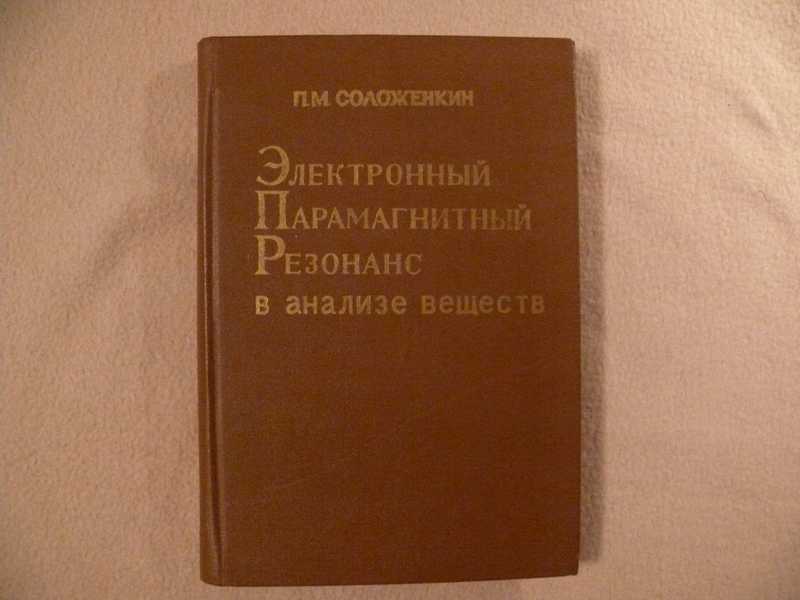 П.М. СОЛОЖЕНКИН
ЭЛЕКТРОННЫЙ
ПАРАМАГНИТНЫЙ
РЕЗОНАНС
в анализе веществ